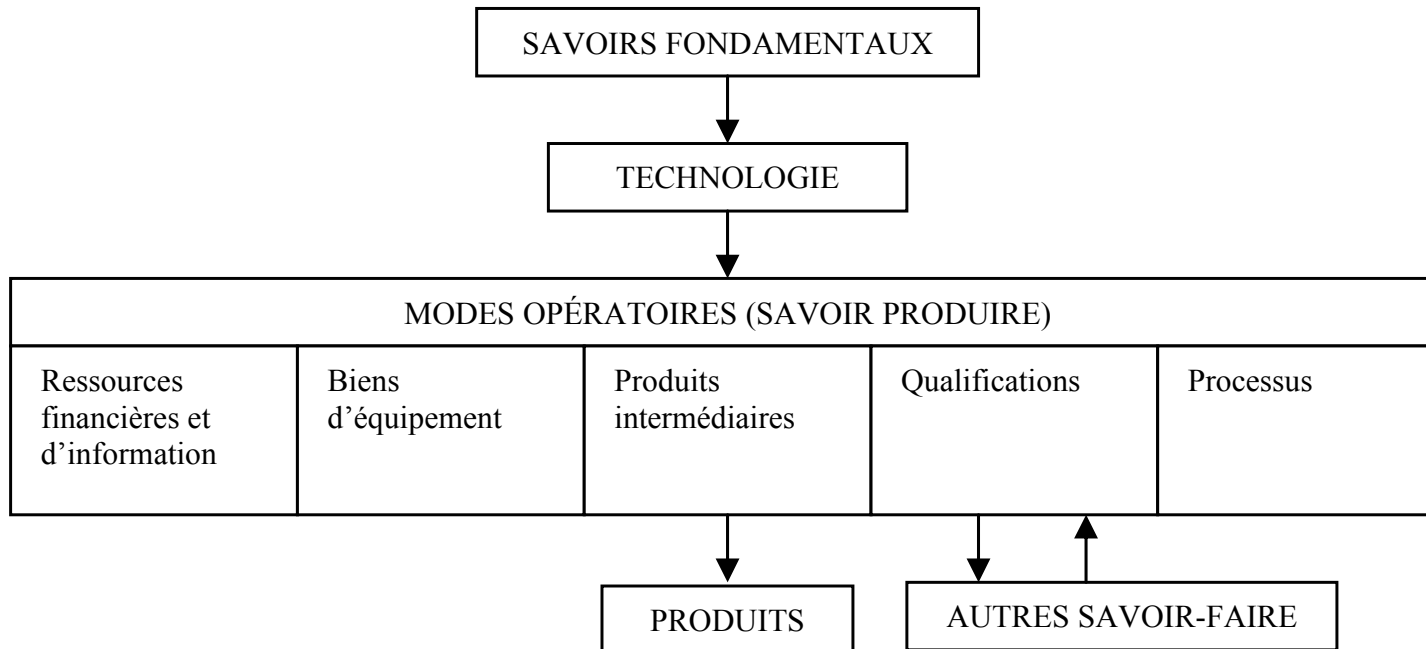 SAVOIRS FONDAMENTAUX
TECHNOLOGIE
MODES OPÉRATOIRES (SAVOIR PRODUIRE)
Ressources
financières et
d’information
Biens
d’équipement
Produits
intermédiaires
Qualifications
Processus
PRODUITS
AUTRES SAVOIR-FAIRE